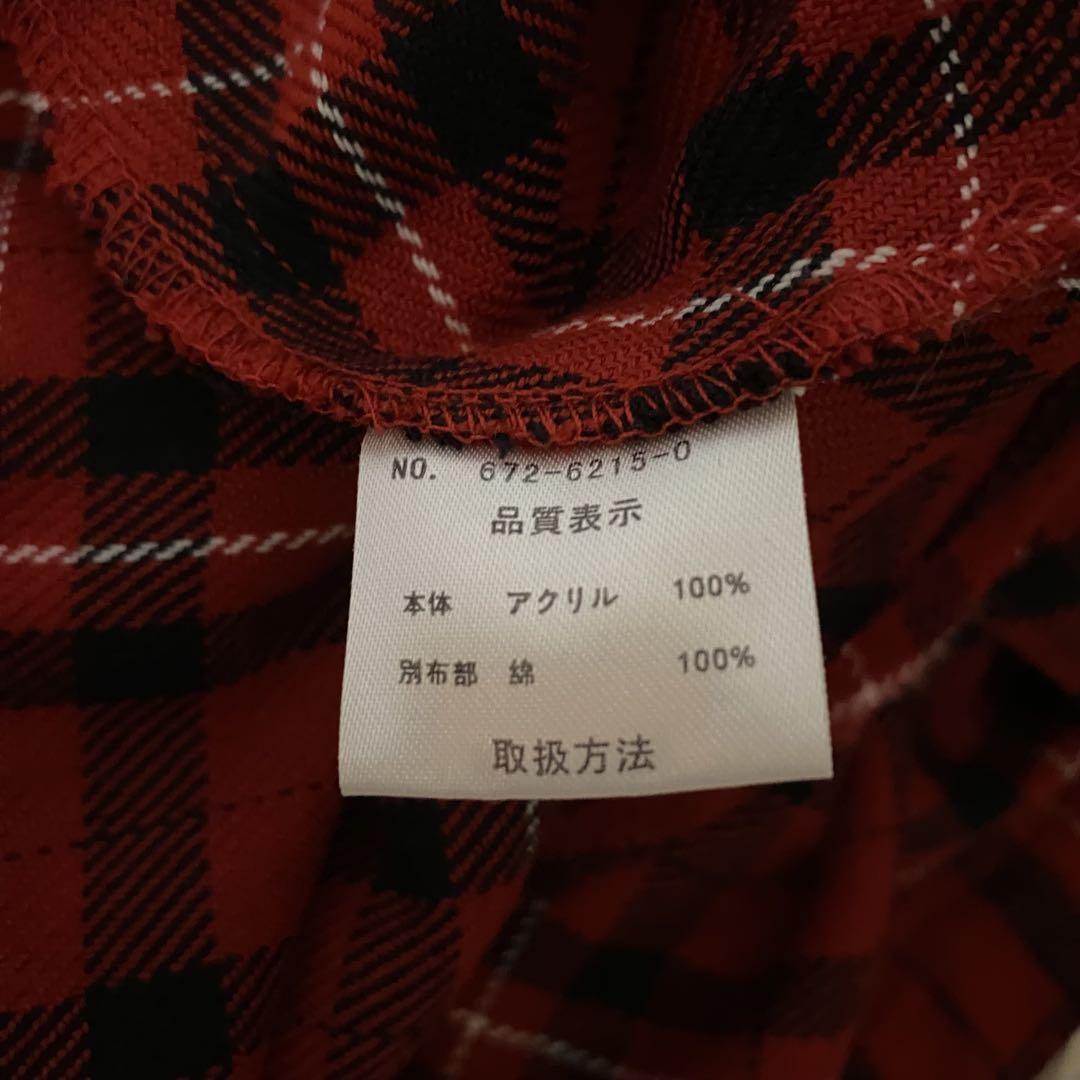 NO. 672-6215-0
品質表示
本体 アクリル 100%
別布部 綿 100%
取扱方法